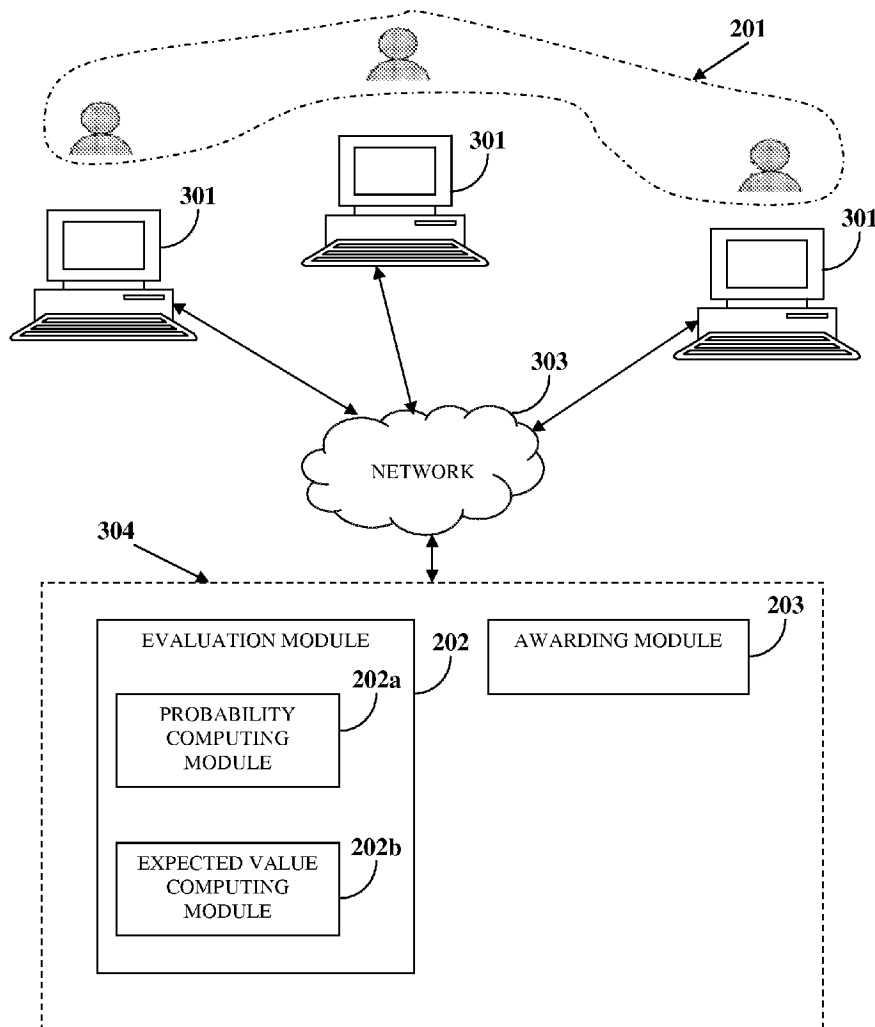 201
301
301
301
303
NETWORK
304
EVALUATION MODULE
202
AWARDING MODULE
203
202a
PROBABILITY
COMPUTING
MODULE
202b
EXPECTED VALUE
COMPUTING
MODULE